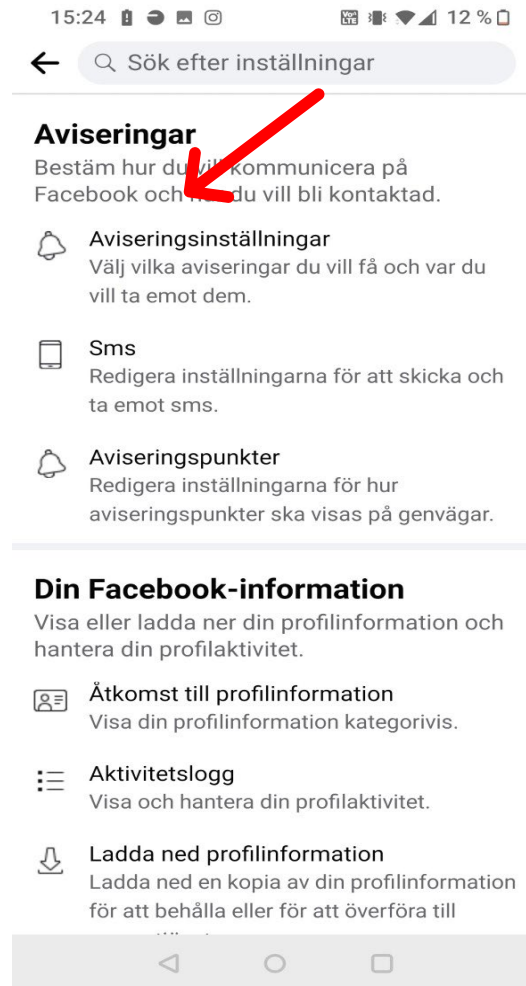 15:24
12 %
Sök efter inställningar
Aviseringar
Bestäm hur du vill kommunicera på
Facebook och du vill bli kontaktad.
Aviseringsinställningar
Välj vilka aviseringar du vill få och var du
vill ta emot dem.
Sms
Redigera inställningarna för att skicka och
ta emot sms.
Aviseringspunkter
Redigera inställningarna för hur
aviseringspunkter ska visas på genvägar.
Din Facebook-information
Visa eller ladda ner din profilinformation och
hantera din profilaktivitet.
Åtkomst till profilinformation
Visa din profilinformation kategorivis.
Aktivitetslogg
Visa och hantera din profilaktivitet.
Ladda ned profilinformation
Ladda ned en kopia av din profilinformation
för att behålla eller för att överföra till